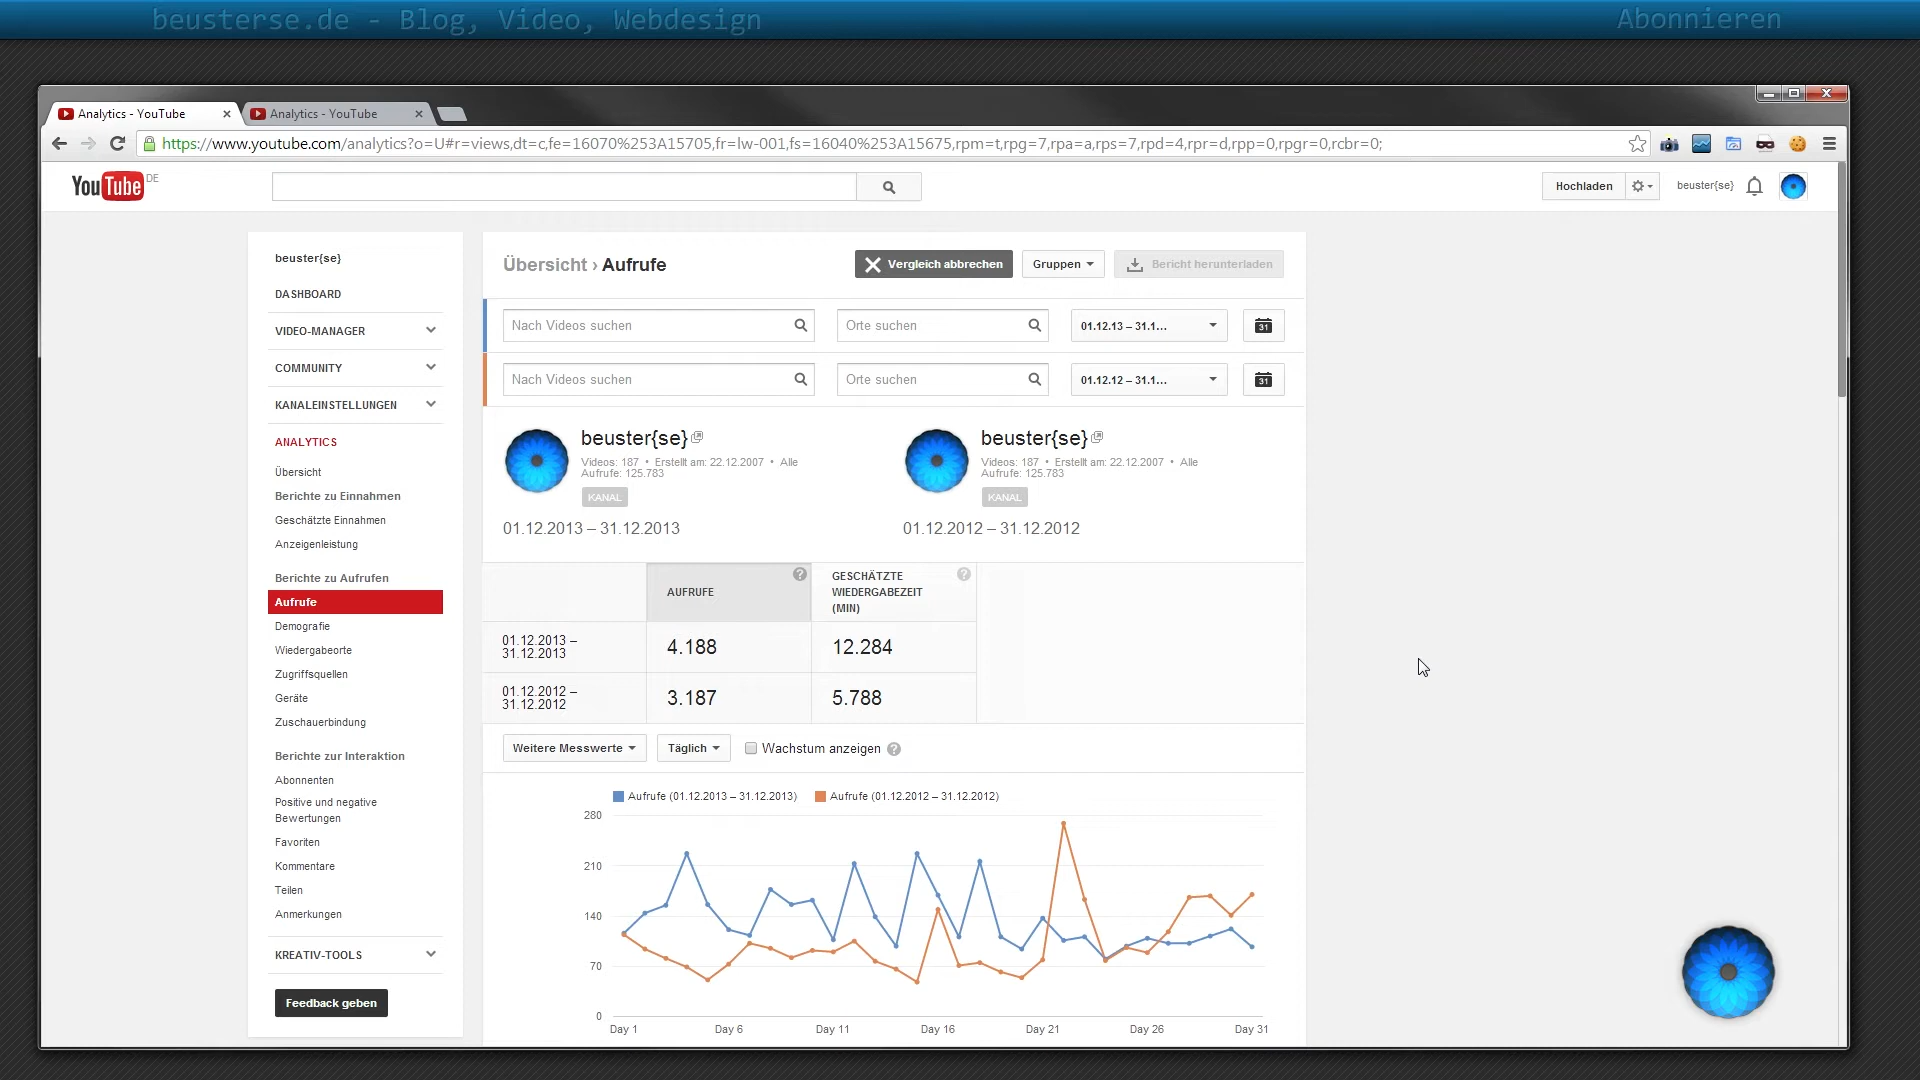 beusterse.de - Blog, Video, Webdesign
Abonnieren
Analytics - YouTube
Analytics - YouTube
https://www.youtube.com/analytics?o=U#r=views,dt=c,fe=16070%253A15705,fr=lw-001,fs=16040%253A15675,rpm=t,rpg=7,rpa=a,rps=7,rpd=4,rpr=d,rpp=0,rpgr=0,rcbr=0;
YouTube DE
Hochladen
beuster{se}
beuster{se}
DASHBOARD
VIDEO-MANAGER
COMMUNITY
KANALEINSTELLUNGEN
ANALYTICS
Übersicht
Berichte zu Einnahmen
Geschätzte Einnahmen
Anzeigenleistung
Berichte zu Aufrufen
Aufrufe
Demografie
Wiedergabeorte
Zugriffsquellen
Geräte
Zuschauerbindung
Berichte zur Interaktion
Abonnenten
Positive und negative
Bewertungen
Favoriten
Kommentare
Teilen
Anmerkungen
KREATIV-TOOLS
Feedback geben
Übersicht › Aufrufe
Vergleich abbrechen
Gruppen
Bericht herunterladen
Nach Videos suchen
Orte suchen
01.12.13 – 31.1...
31
Nach Videos suchen
Orte suchen
01.12.12 – 31.1...
31
beuster{se}
Videos: 187 • Erstellt am: 22.12.2007 • Alle
Aufrufe: 125.783
KANAL
01.12.2013 – 31.12.2013
beuster{se}
Videos: 187 • Erstellt am: 22.12.2007 • Alle
Aufrufe: 125.783
KANAL
01.12.2012 – 31.12.2012
AUFRUFE
?
GESCHÄTZTE
WIEDERGABEZEIT
(MIN)
?
01.12.2013 –
31.12.2013
4.188
12.284
01.12.2012 –
31.12.2012
3.187
5.788
Weitere Messwerte
Täglich
Wachstum anzeigen ?
Aufrufe (01.12.2013 – 31.12.2013)
Aufrufe (01.12.2012 – 31.12.2012)
280
210
140
70
0
Day 1
Day 6
Day 11
Day 16
Day 21
Day 26
Day 31